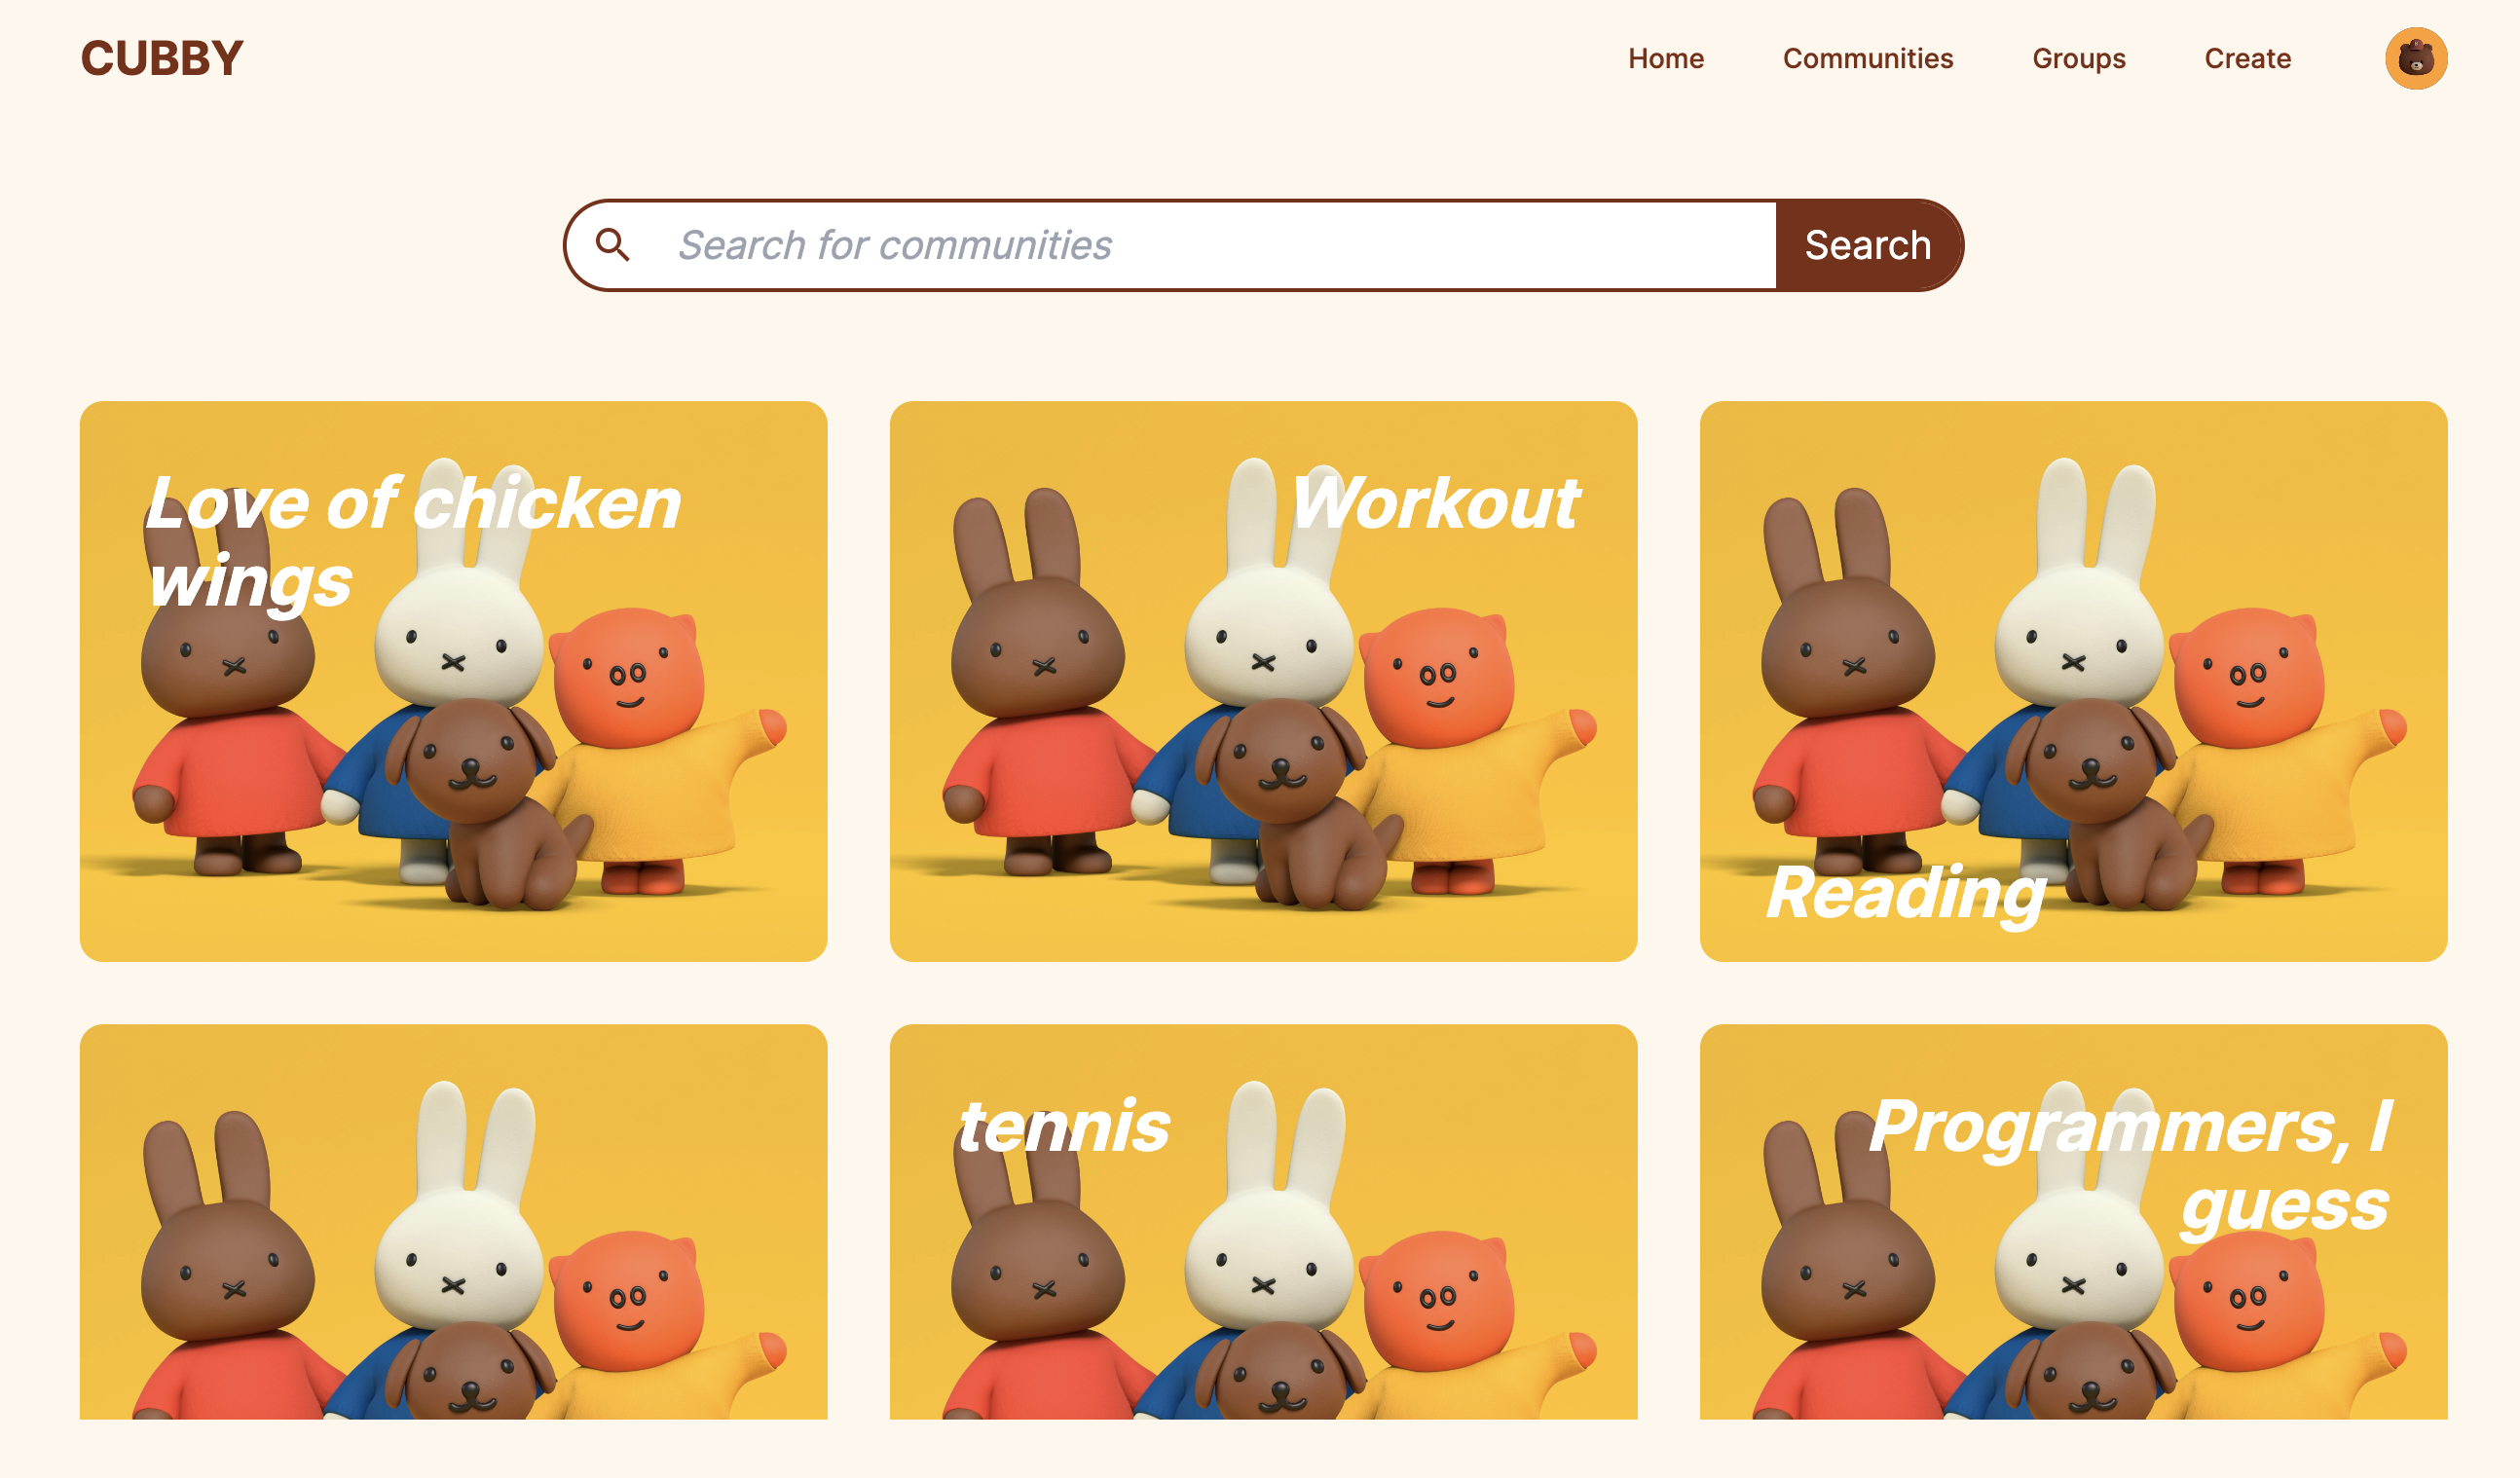 CUBBY
Home Communities Groups Create
Search for communities
Search
Love of chicken
wings
Workout
Reading
tennis
Programmers, I
guess